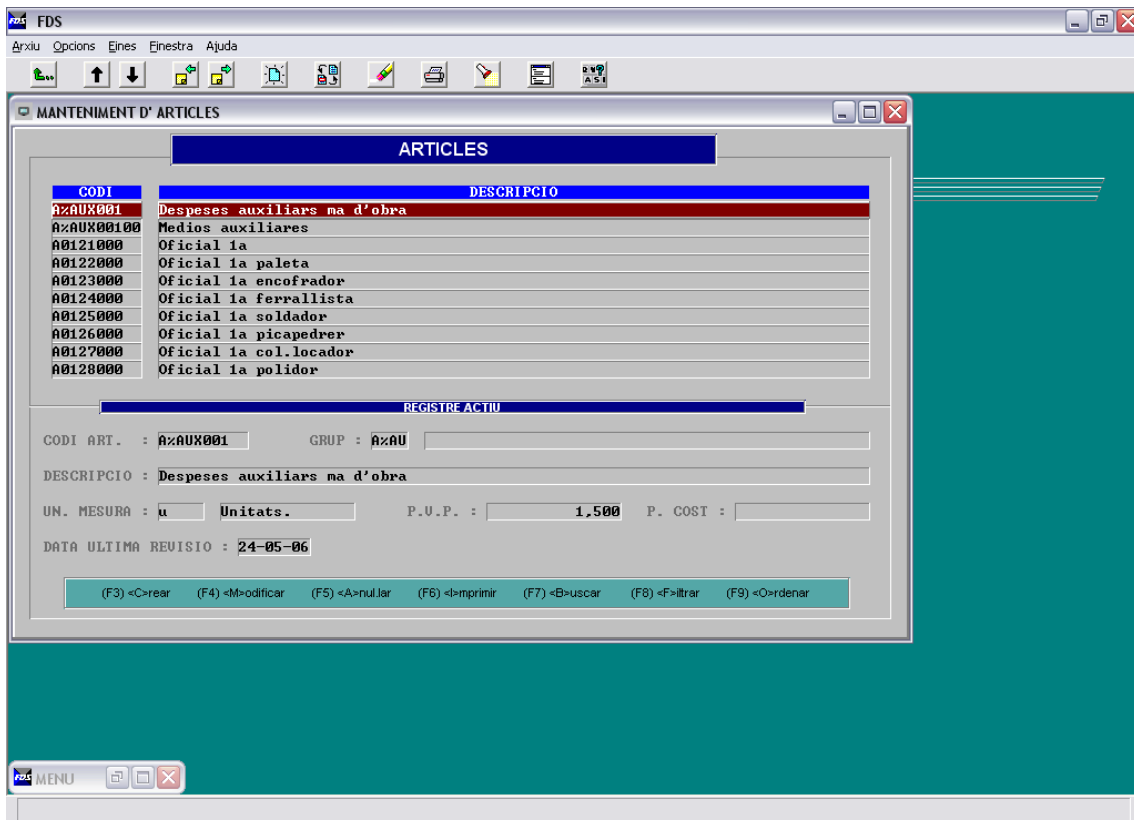 FDS
Arxiu Opcions Eines Finestra Ajuda
MANTENIMENT D' ARTICLES
ARTICLES
CODI DESCRIPCIO
A%AUX001 Despeses auxiliars ma d'obra
A%AUX00100 Medios auxiliares
A0121000 Oficial 1a
A0122000 Oficial 1a paleta
A0123000 Oficial 1a encofrador
A0124000 Oficial 1a ferrallista
A0125000 Oficial 1a soldador
A0126000 Oficial 1a picapedrer
A0127000 Oficial 1a col.locador
A0128000 Oficial 1a polidor
REGISTRE ACTIU
CODI ART. : A%AUX001 GRUP : A%AU
DESCRIPCIO : Despeses auxiliars ma d'obra
UN. MESURA : u Unitats. P.V.P. : 1,500 P. COST :
DATA ULTIMA REVISIO : 24-05-06
(F3) <C>rear (F4) <M>odificar (F5) <A>nul.lar (F6) <I>mprimir (F7) <B>uscar (F8) <F>iltrar (F9) <O>rdenar
FDS MENU